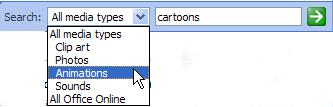 Search: All media types cartoons
All media types
Clip art
Photos
Animations
Sounds
All Office Online